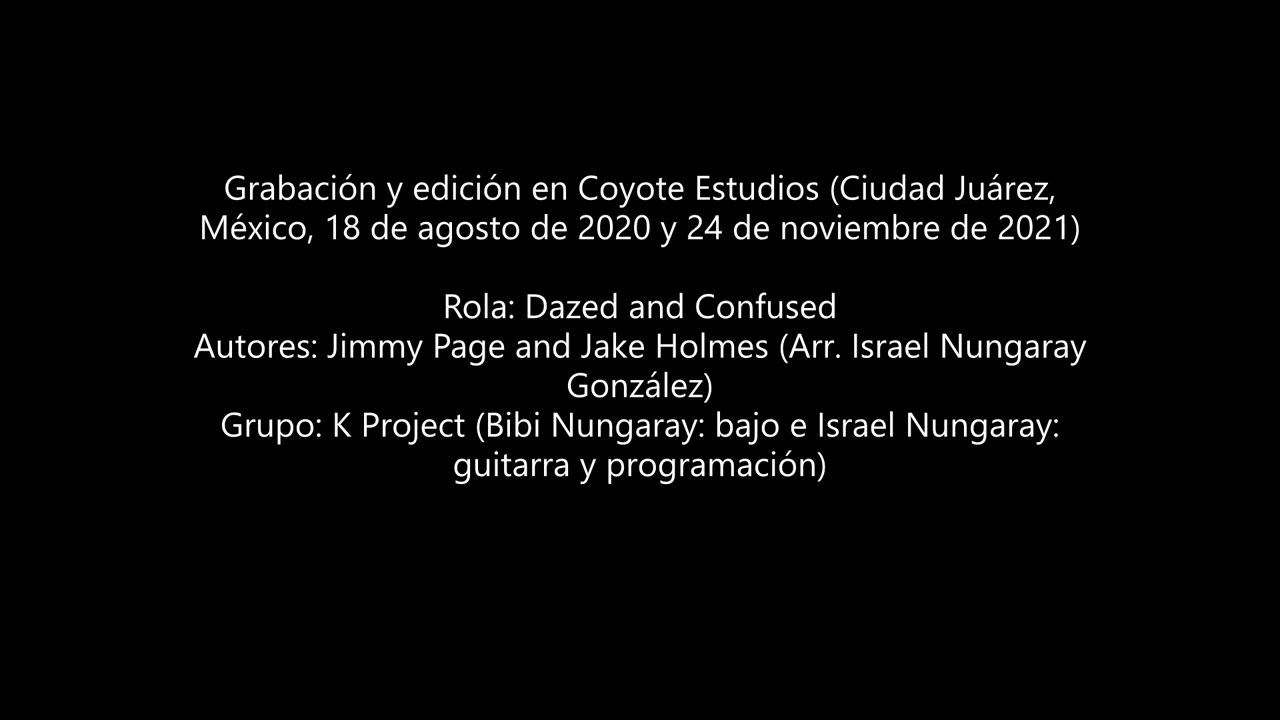 Grabación y edición en Coyote Estudios (Ciudad Juárez,
México, 18 de agosto de 2020 y 24 de noviembre de 2021)
Rola: Dazed and Confused
Autores: Jimmy Page and Jake Holmes (Arr. Israel Nungaray
González)
Grupo: K Project (Bibi Nungaray: bajo e Israel Nungaray:
guitarra y programación)